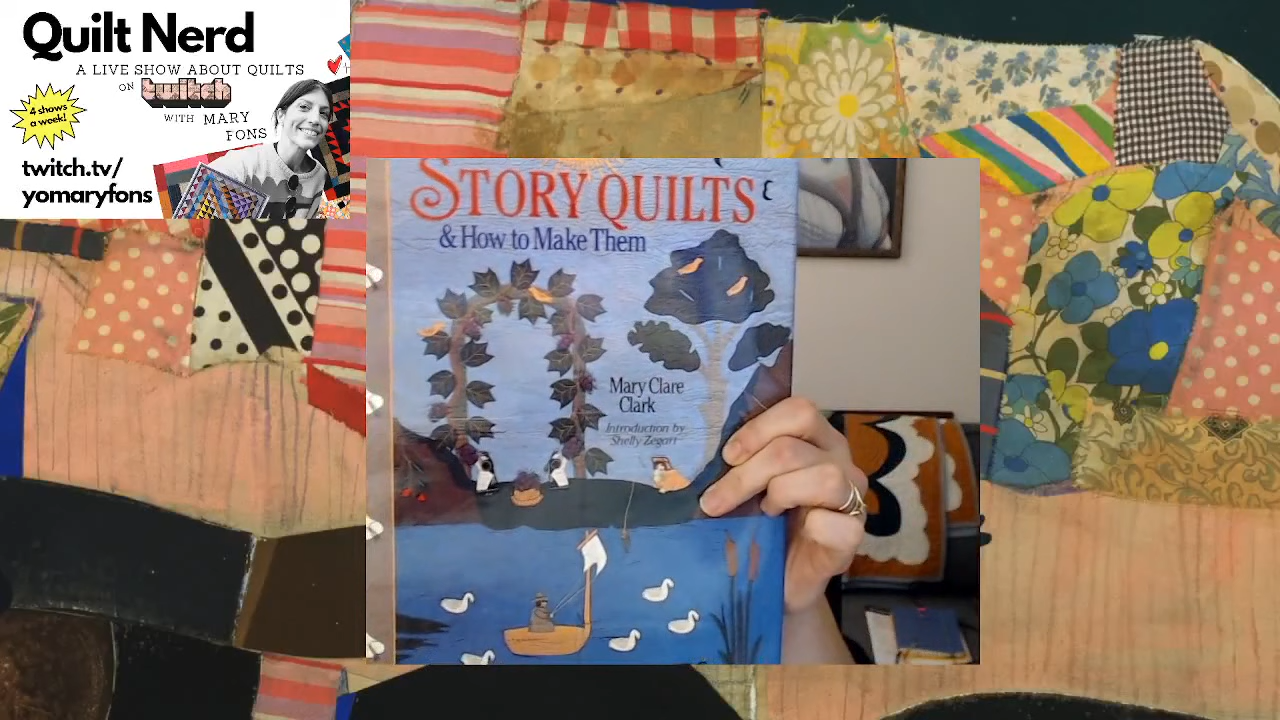 Quilt Nerd
A LIVE SHOW ABOUT QUILTS
ON twitch
WITH MARY
FONS
4 shows
a week!
twitch.tv/
yomaryfons
STORY QUILTS
& How to Make Them
Mary Clare
Clark
Introduction by
Shelly Zegart